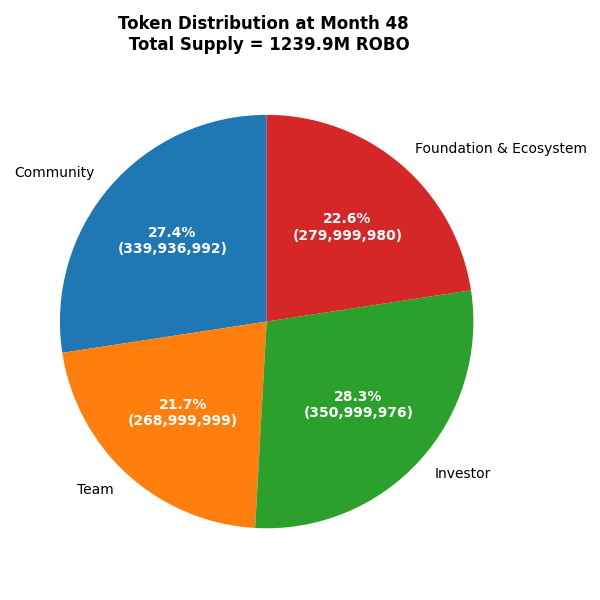 Token Distribution at Month 48
Total Supply = 1239.9M ROBO
Foundation & Ecosystem
Community
22.6%
(279,999,980)
27.4%
(339,936,992)
28.3%
(350,999,976)
21.7%
(268,999,999)
Investor
Team